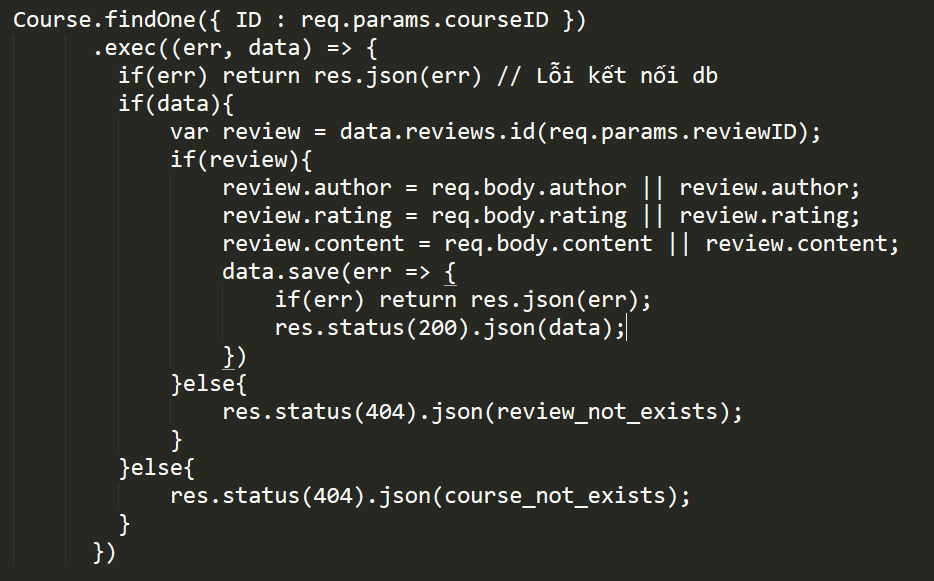 Course.findOne({ ID : req.params.courseID })
.exec((err, data) => {
if(err) return res.json(err) // Lỗi kết nối db
if(data){
var review = data.reviews.id(req.params.reviewID);
if(review){
review.author = req.body.author || review.author;
review.rating = req.body.rating || review.rating;
review.content = req.body.content || review.content;
data.save(err => {
if(err) return res.json(err);
res.status(200).json(data);
})
}else{
res.status(404).json(review_not_exists);
}
}else{
res.status(404).json(course_not_exists);
}
})